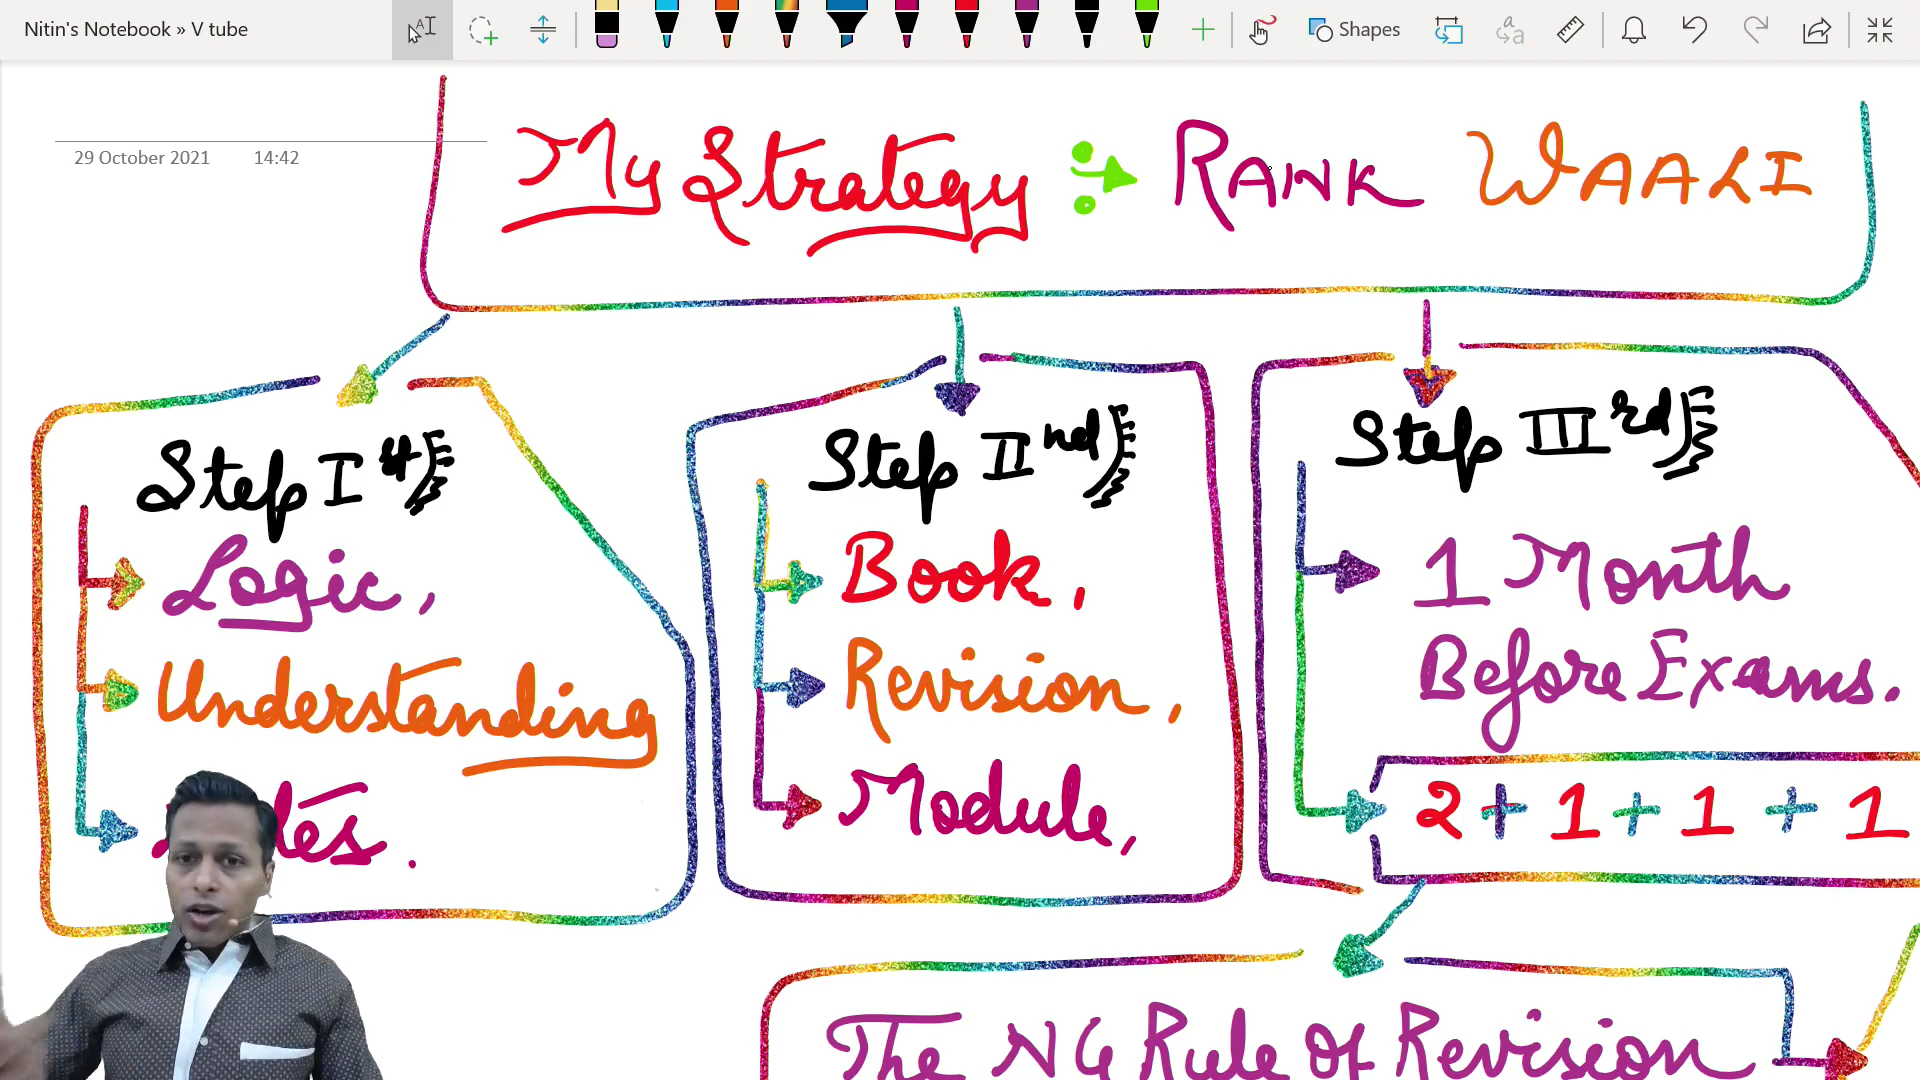 Nitin's Notebook » V tube
Shapes
29 October 2021 14:42
My Strategy :→ RANK WAALI
Step I st
Logic,
Understanding
Step II nd
Book,
Revision,
Module,
Step III rd
1 Month
Before Exams.
2 + 1 + 1 + 1
The NG Rule of Revision